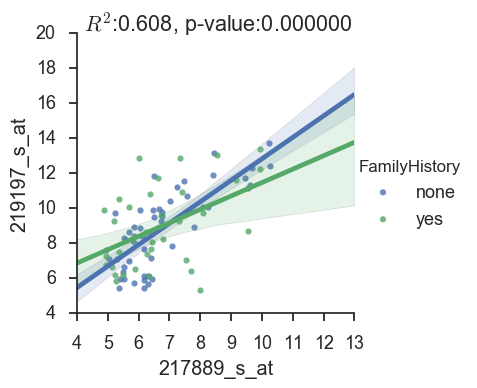 R²:0.608, p-value:0.000000
20
18
16
14
12
10
8
6
4
219197_s_at
4 5 6 7 8 9 10 11 12 13
217889_s_at
FamilyHistory
none
yes